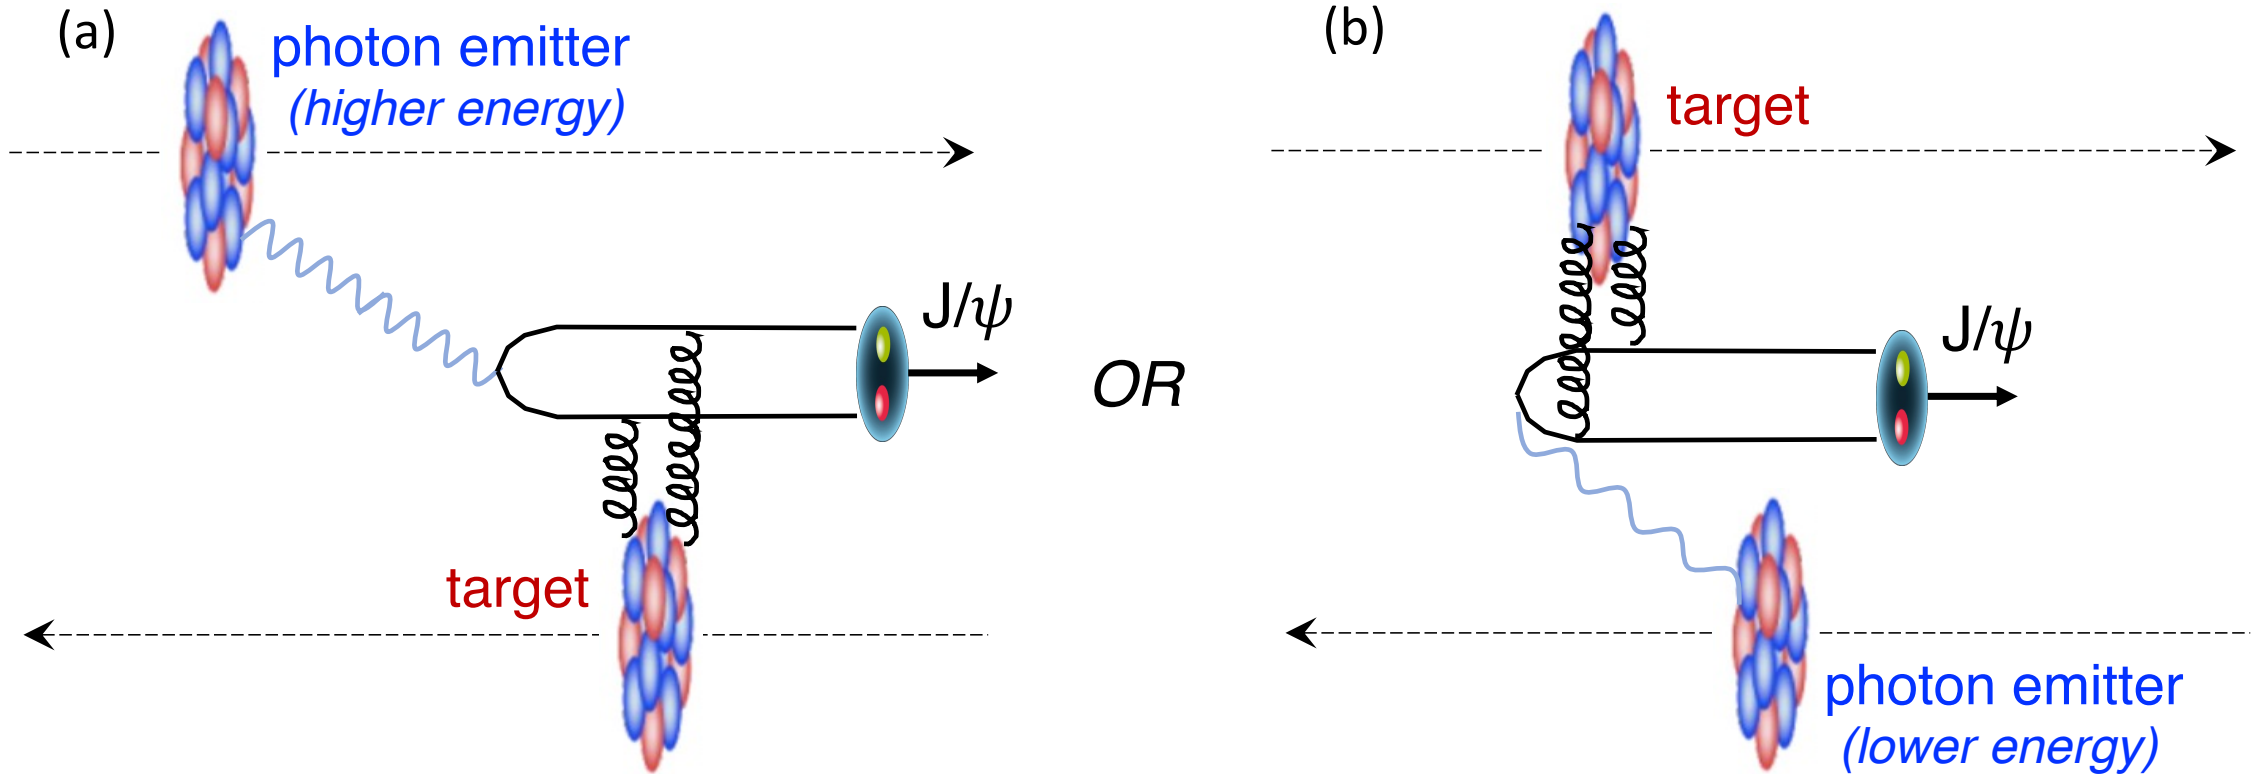 (a)
photon emitter
(higher energy)
J/ψ
target
OR
(b)
target
J/ψ
photon emitter
(lower energy)